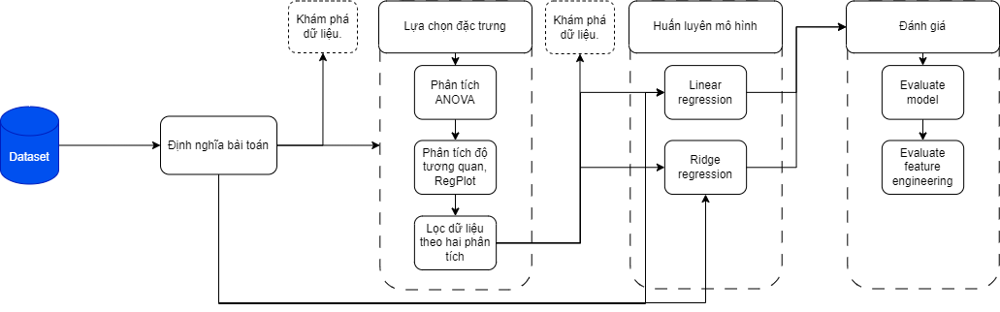 Dataset
Định nghĩa bài toán
Khám phá
dữ liệu.
Lựa chọn đặc trưng
Phân tích
ANOVA
Phân tích độ
tương quan,
RegPlot
Lọc dữ liệu
theo hai phân
tích
Khám phá
dữ liệu.
Huấn luyên mô hình
Linear
regression
Ridge
regression
Đánh giá
Evaluate
model
Evaluate
feature
engineering